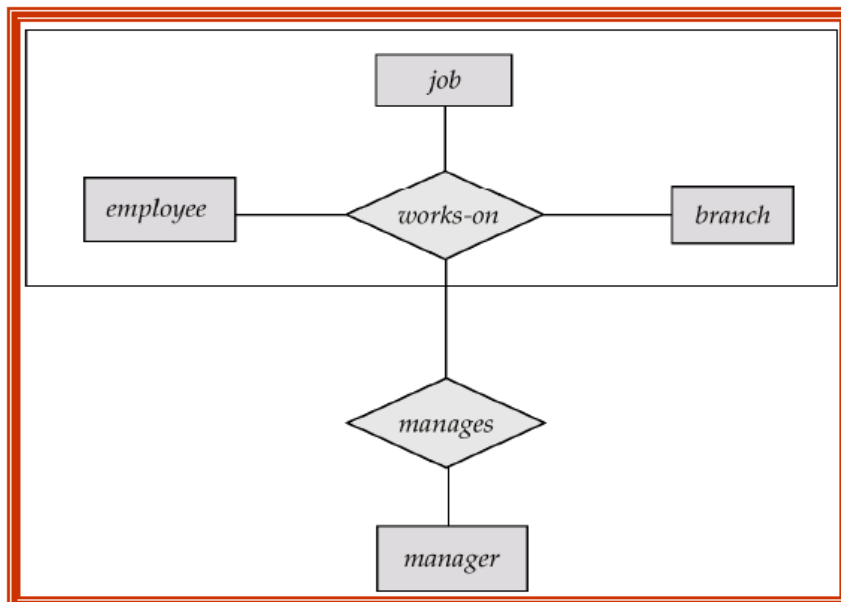 job
employee
works-on
branch
manages
manager